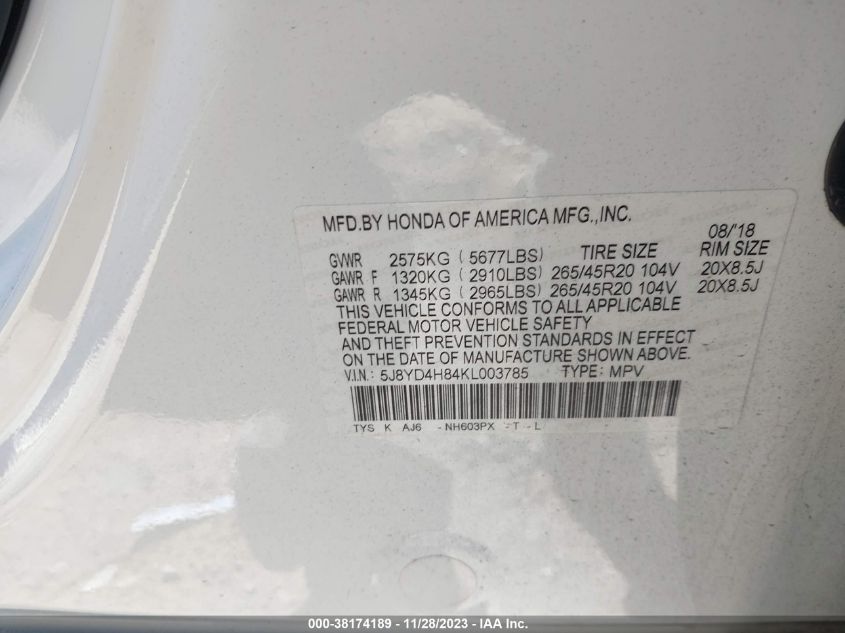 MFD.BY HONDA OF AMERICA MFG.,INC.
08/'18
GVWR 2575KG ( 5677LBS) TIRE SIZE RIM SIZE
GAWR F 1320KG ( 2910LBS) 265/45R20 104V 20X8.5J
GAWR R 1345KG ( 2965LBS) 265/45R20 104V 20X8.5J
THIS VEHICLE CONFORMS TO ALL APPLICABLE
FEDERAL MOTOR VEHICLE SAFETY
AND THEFT PREVENTION STANDARDS IN EFFECT
ON THE DATE OF MANUFACTURE SHOWN ABOVE.
V.I.N.: 5J8YD4H84KL003785 TYPE: MPV
TYS K AJ6 -NH603PX -T -L
000-38174189 - 11/28/2023 - IAA Inc.